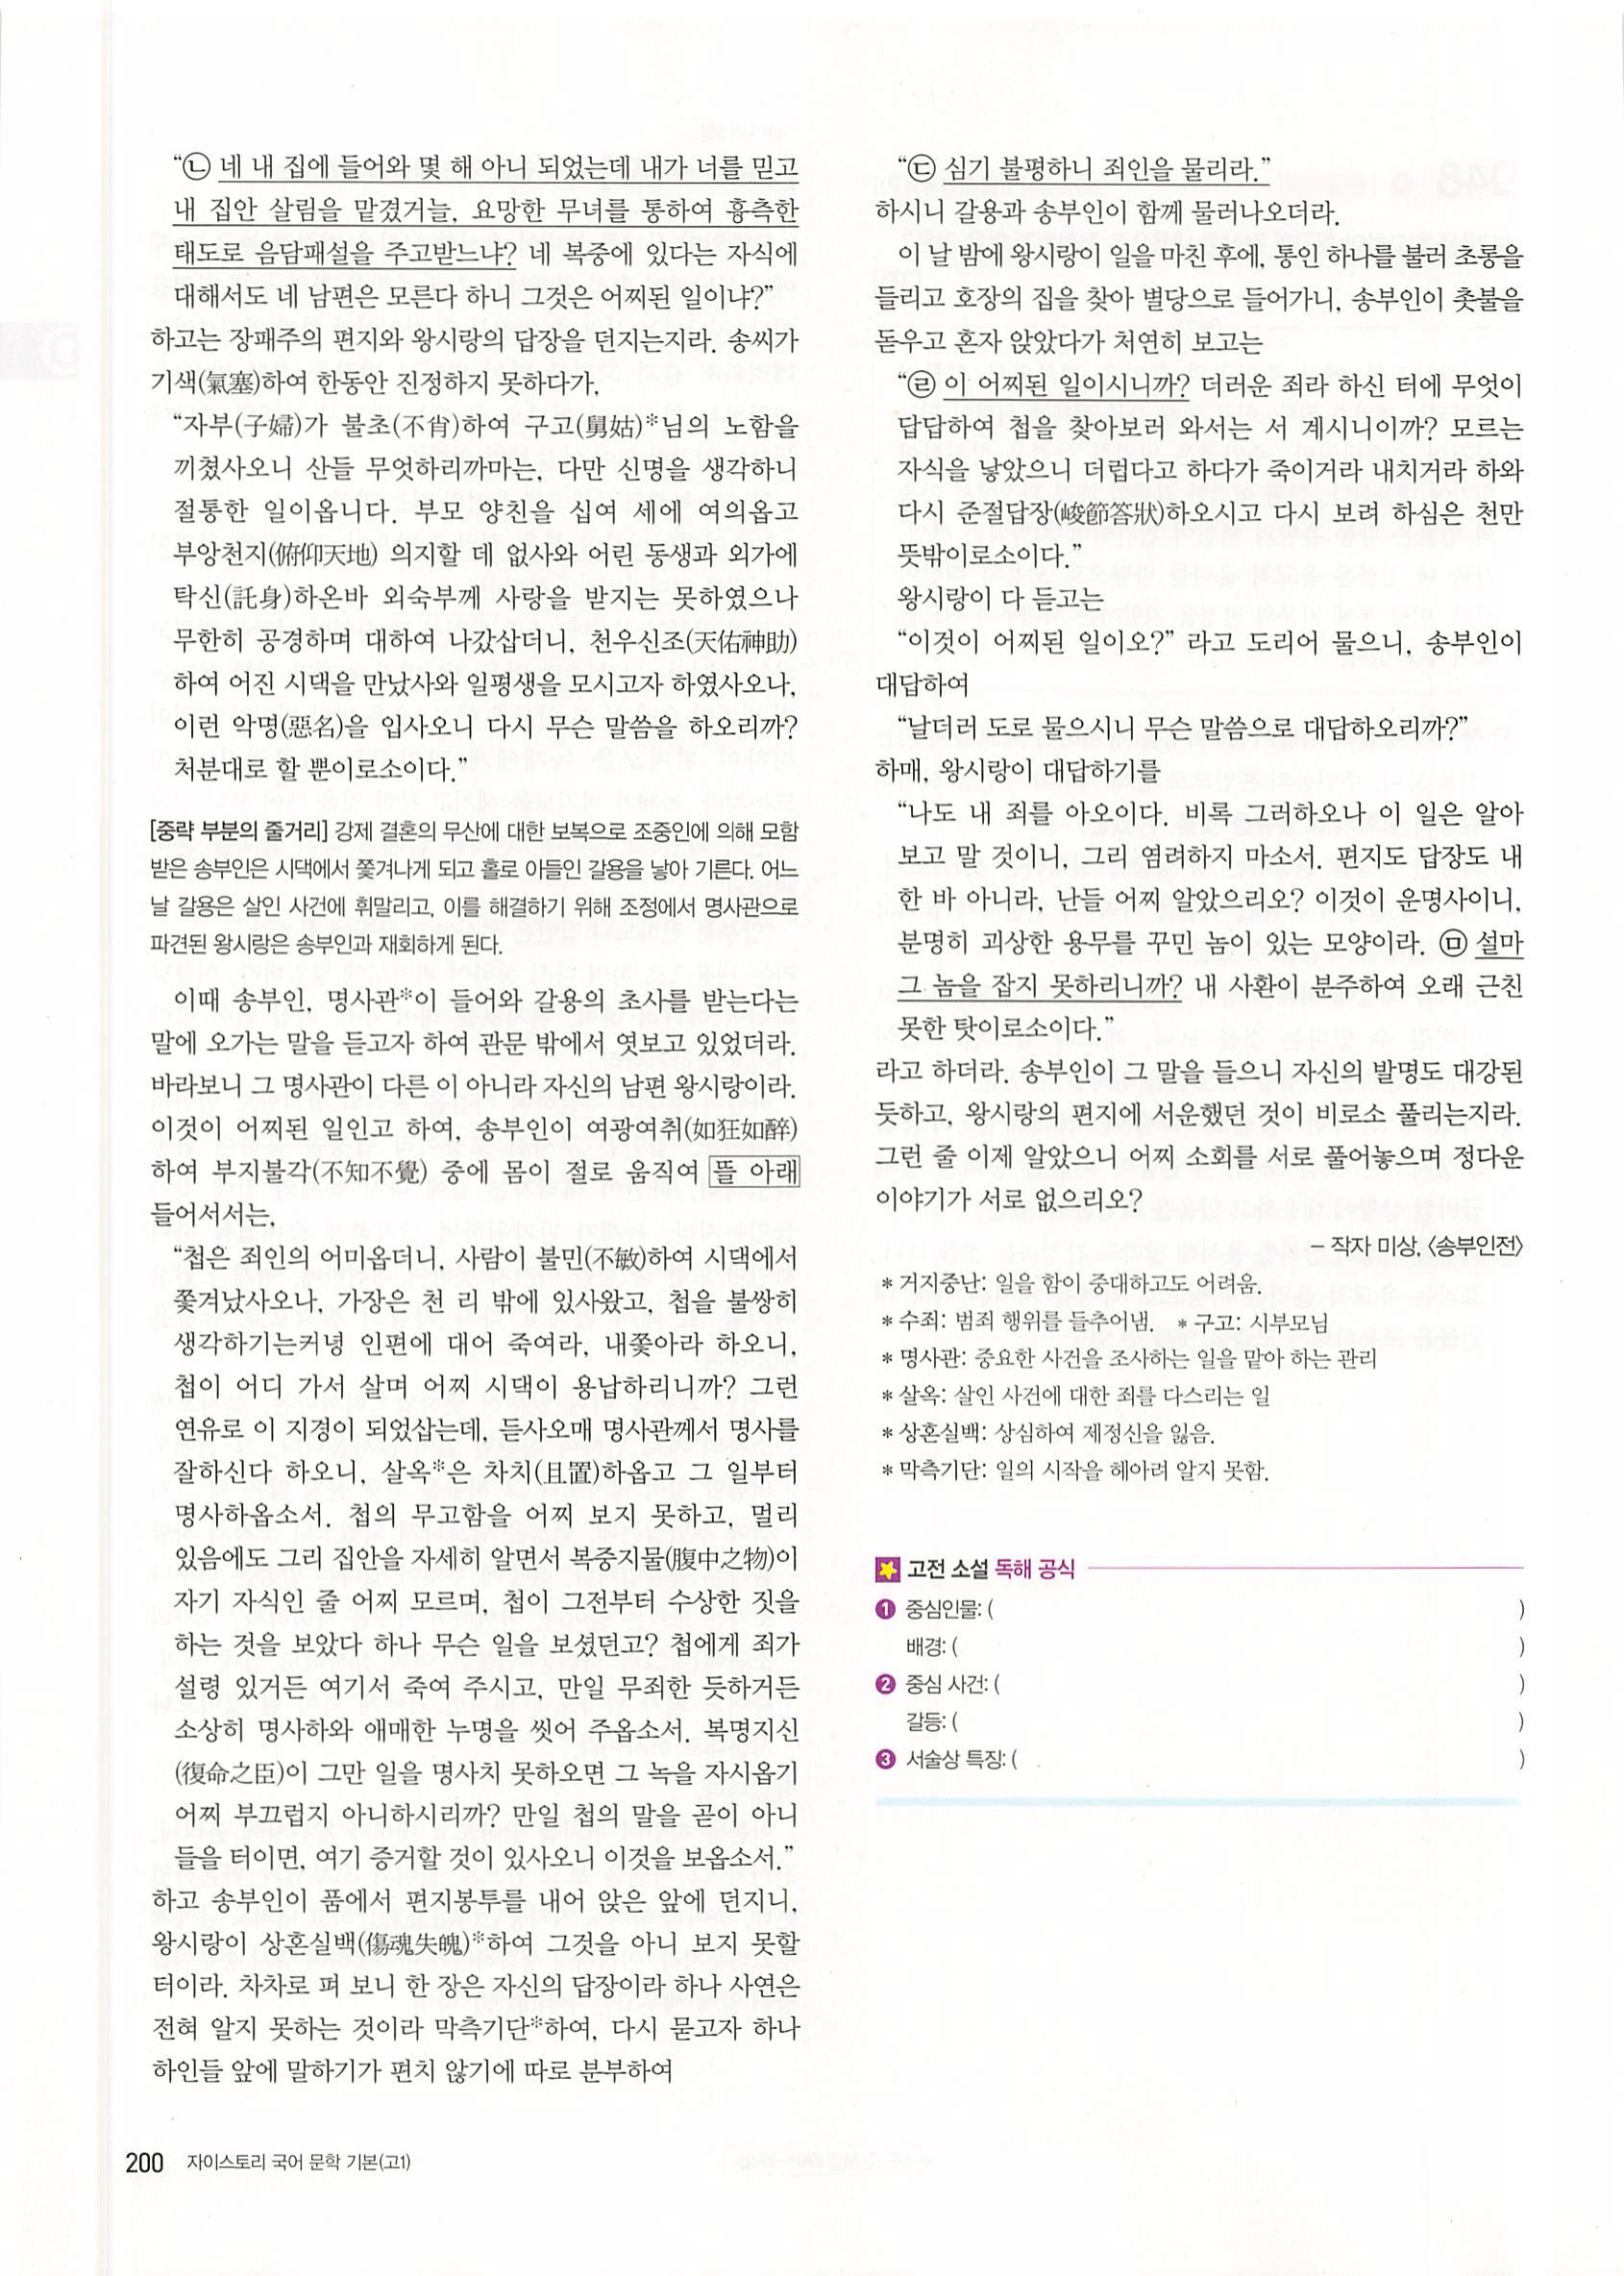 “㉡ 네 내 집에 들어와 몇 해 아니 되었는데 내가 너를 믿고
내 집안 살림을 맡겼거늘, 요망한 무녀를 통하여 흉측한
태도로 음담패설을 주고받느냐? 네 복중에 있다는 자식에
대해서도 네 남편은 모른다 하니 그것은 어찌된 일이냐?”
하고는 장패주의 편지와 왕시랑의 답장을 던지는지라. 송씨가
기색(氣塞)하여 한동안 진정하지 못하다가,
“자부(子婦)가 불초(不肖)하여 구고(舅姑)*님의 노함을
끼쳤사오니 산들 무엇하리까마는, 다만 신명을 생각하니
절통한 일이옵니다. 부모 양친을 십여 세에 여의옵고
부앙천지(俯仰天地) 의지할 데 없사와 어린 동생과 외가에
탁신(託身)하온바 외숙부께 사랑을 받지는 못하였으나
무한히 공경하며 대하여 나갔삽더니, 천우신조(天佑神助)
하여 어진 시댁을 만났사와 일평생을 모시고자 하였사오나,
이런 악명(惡名)을 입사오니 다시 무슨 말씀을 하오리까?
처분대로 할 뿐이로소이다.”
[중략 부분의 줄거리] 강제 결혼의 무산에 대한 보복으로 조중인에 의해 모함
받은 송부인은 시댁에서 쫓겨나게 되고 홀로 아들인 갈용을 낳아 기른다. 어느
날 갈용은 살인 사건에 휘말리고, 이를 해결하기 위해 조정에서 명사관으로
파견된 왕시랑은 송부인과 재회하게 된다.
이때 송부인, 명사관*이 들어와 갈용의 초사를 받는다는
말에 오가는 말을 듣고자 하여 관문 밖에서 엿보고 있었더라.
바라보니 그 명사관이 다른 이 아니라 자신의 남편 왕시랑이라.
이것이 어찌된 일인고 하여, 송부인이 여광여취(如狂如醉)
하여 부지불각(不知不覺) 중에 몸이 절로 움직여 뜰 아래
들어서서는,
“첩은 죄인의 어미옵더니, 사람이 불민(不敏)하여 시댁에서
쫓겨났사오나, 가장은 천 리 밖에 있사왔고, 첩을 불쌍히
생각하기는커녕 인편에 대어 죽여라, 내쫓아라 하오니,
첩이 어디 가서 살며 어찌 시댁이 용납하리니까? 그런
연유로 이 지경이 되었삽는데, 듣사오매 명사관께서 명사를
잘하신다 하오니, 살옥*은 차치(且置)하옵고 그 일부터
명사하옵소서. 첩의 무고함을 어찌 보지 못하고, 멀리
있음에도 그리 집안을 자세히 알면서 복중지물(腹中之物)이
자기 자식인 줄 어찌 모르며, 첩이 그전부터 수상한 짓을
하는 것을 보았다 하나 무슨 일을 보셨던고? 첩에게 죄가
설령 있거든 여기서 죽여 주시고, 만일 무죄한 듯하거든
소상히 명사하와 애매한 누명을 씻어 주옵소서. 복명지신
(復命之臣)이 그만 일을 명사치 못하오면 그 녹을 자시옵기
어찌 부끄럽지 아니하시리까? 만일 첩의 말을 곧이 아니
들을 터이면, 여기 증거할 것이 있사오니 이것을 보옵소서.”
하고 송부인이 품에서 편지봉투를 내어 앉은 앞에 던지니,
왕시랑이 상혼실백(傷魂失魄)*하여 그것을 아니 보지 못할
터이라. 차차로 펴 보니 한 장은 자신의 답장이라 하나 사연은
전혀 알지 못하는 것이라 막측기단*하여, 다시 묻고자 하나
하인들 앞에 말하기가 편치 않기에 따로 분부하여
“㉢ 심기 불평하니 죄인을 물리라.”
하시니 갈용과 송부인이 함께 물러나오더라.
이 날 밤에 왕시랑이 일을 마친 후에, 통인 하나를 불러 초롱을
들리고 호장의 집을 찾아 별당으로 들어가니, 송부인이 촛불을
돋우고 혼자 앉았다가 처연히 보고는
“㉣ 이 어찌된 일이시니까? 더러운 죄라 하신 터에 무엇이
답답하여 첩을 찾아보러 와서는 서 계시니이까? 모르는
자식을 낳았으니 더럽다고 하다가 죽이거라 내치거라 하와
다시 준절답장(峻節答狀)하오시고 다시 보려 하심은 천만
뜻밖이로소이다.”
왕시랑이 다 듣고는
“이것이 어찌된 일이오?” 라고 도리어 물으니, 송부인이
대답하여
“날더러 도로 물으시니 무슨 말씀으로 대답하오리까?”
하매, 왕시랑이 대답하기를
“나도 내 죄를 아오이다. 비록 그러하오나 이 일은 알아
보고 말 것이니, 그리 염려하지 마소서. 편지도 답장도 내
한 바 아니라, 난들 어찌 알았으리오? 이것이 운명사이니,
분명히 괴상한 용무를 꾸민 놈이 있는 모양이라. ㉤ 설마
그 놈을 잡지 못하리니까? 내 사환이 분주하여 오래 근친
못한 탓이로소이다.”
라고 하더라. 송부인이 그 말을 들으니 자신의 발명도 대강된
듯하고, 왕시랑의 편지에 서운했던 것이 비로소 풀리는지라.
그런 줄 이제 알았으니 어찌 소회를 서로 풀어놓으며 정다운
이야기가 서로 없으리오?
– 작자 미상, <송부인전>
* 거지중난: 일을 함이 중대하고도 어려움.
* 수죄: 범죄 행위를 들추어냄. * 구고: 시부모님
* 명사관: 중요한 사건을 조사하는 일을 맡아 하는 관리
* 살옥: 살인 사건에 대한 죄를 다스리는 일
* 상혼실백: 상심하여 제정신을 잃음.
* 막측기단: 일의 시작을 헤아려 알지 못함.
고전 소설 독해 공식
❶ 중심인물: ( )
배경: ( )
❷ 중심 사건: ( )
갈등: ( )
❸ 서술상 특징: ( )
200 자이스토리 국어 문학 기본(고1)